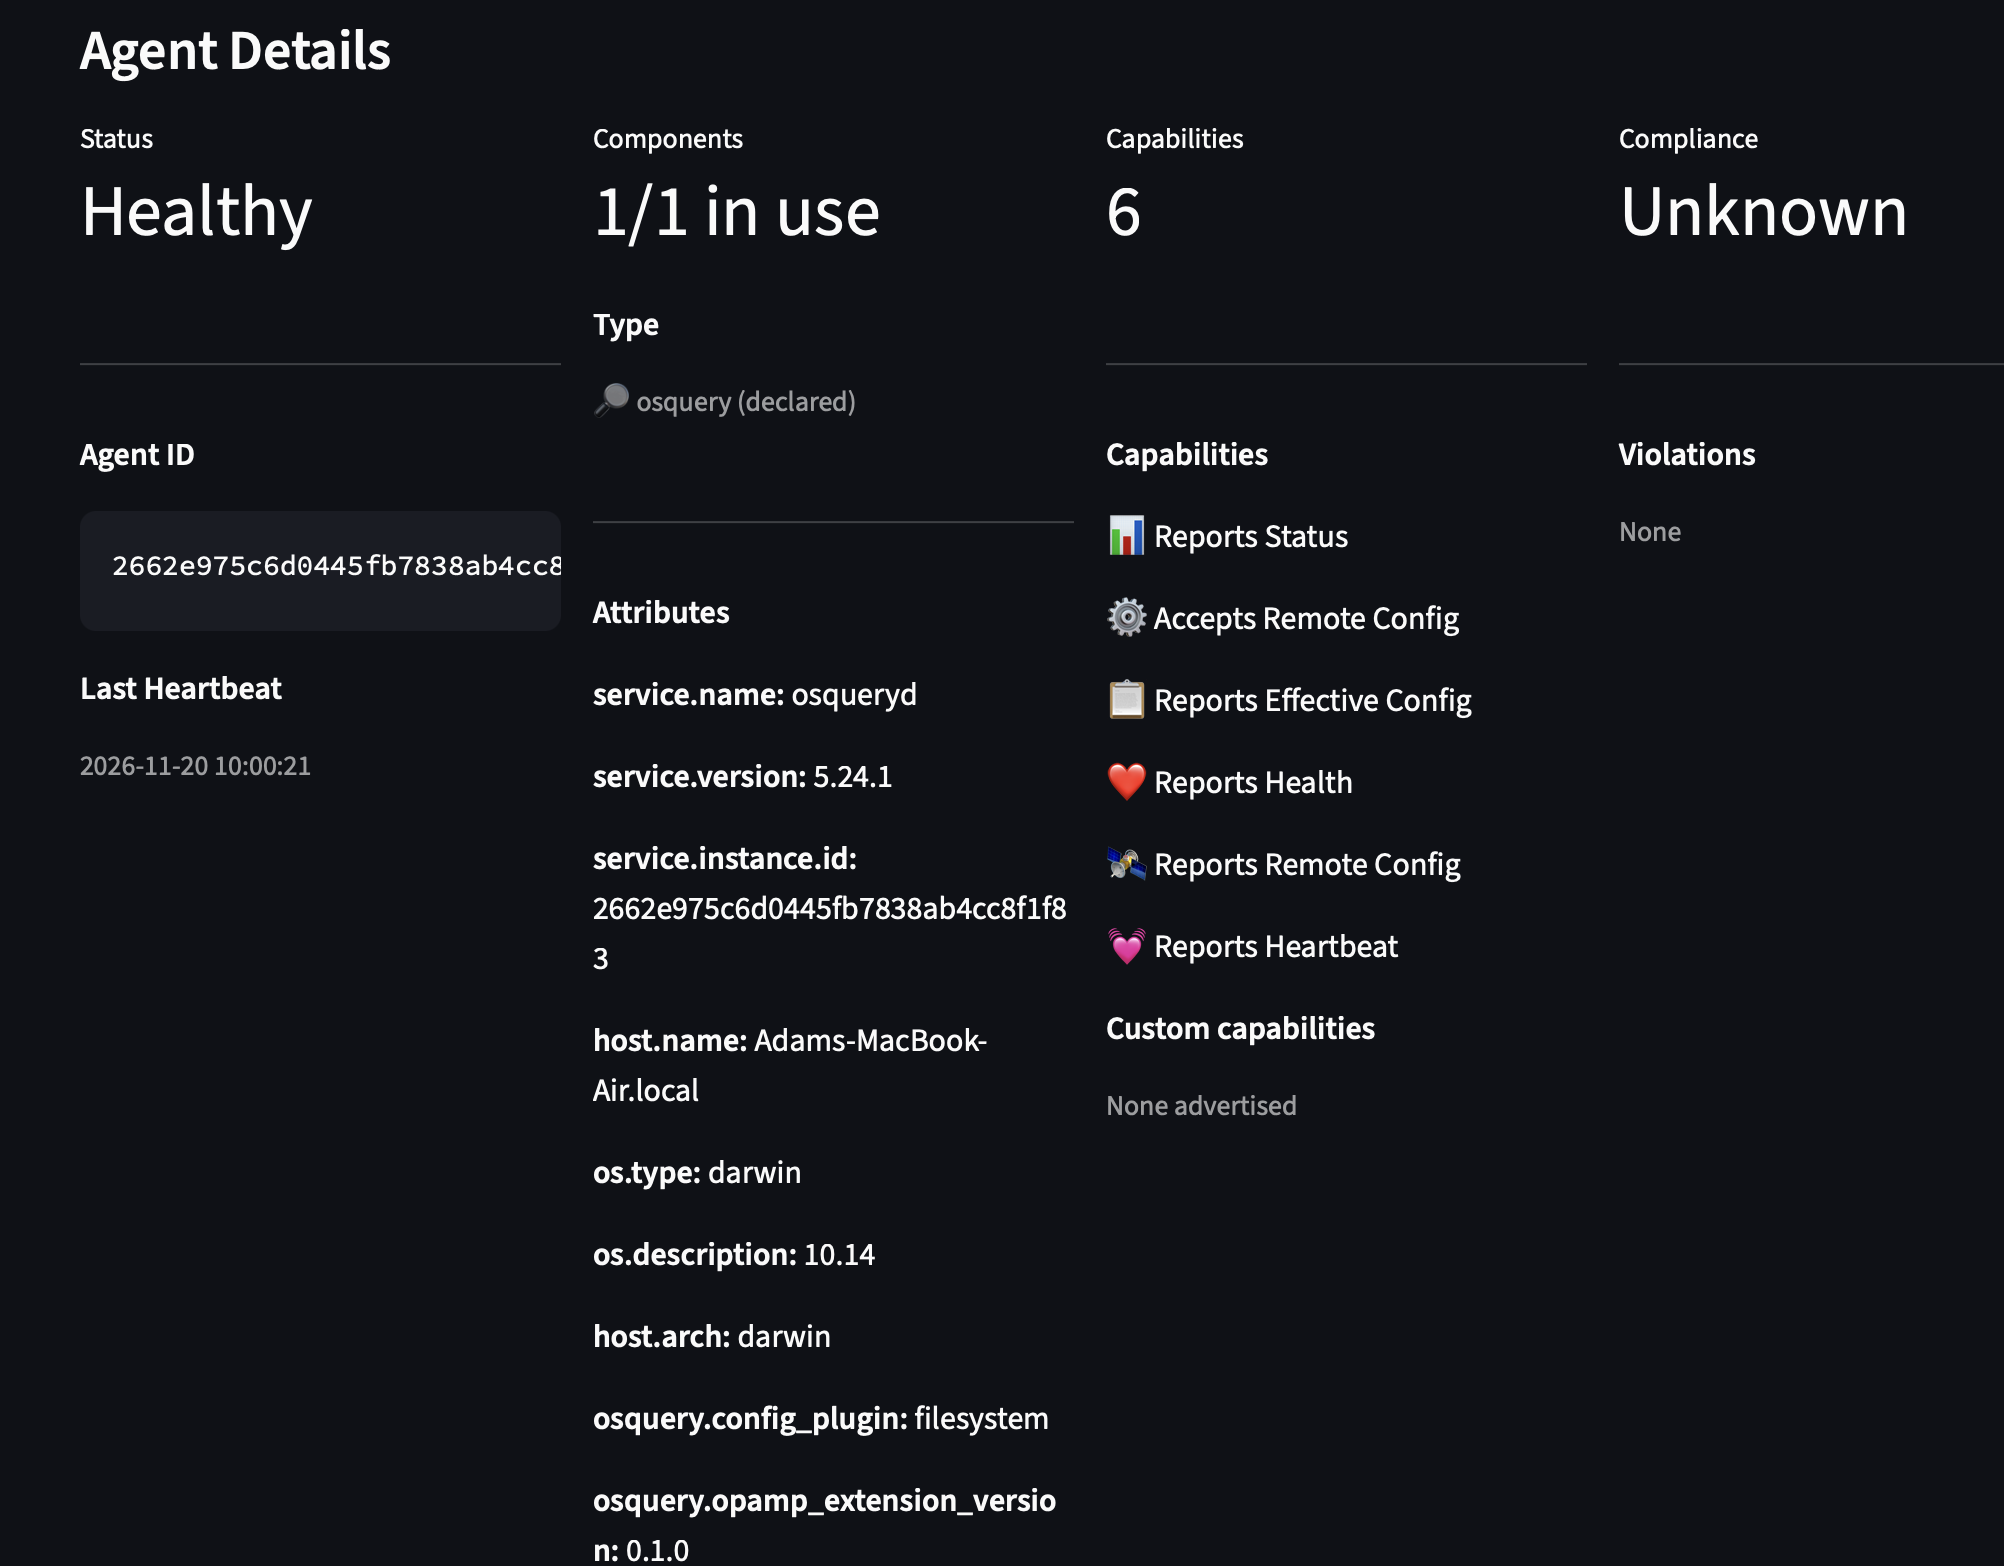 Agent Details
Status
Healthy
Agent ID
2662e975c6d0445fb7838ab4cc8
Last Heartbeat
2026-11-20 10:00:21
Components
1/1 in use
Type
osquery (declared)
Attributes
service.name: osqueryd
service.version: 5.24.1
service.instance.id:
2662e975c6d0445fb7838ab4cc8f1f8
3
host.name: Adams-MacBook-
Air.local
os.type: darwin
os.description: 10.14
host.arch: darwin
osquery.config_plugin: filesystem
osquery.opamp_extension_versio
n: 0.1.0
Capabilities
6
Capabilities
Reports Status
Accepts Remote Config
Reports Effective Config
Reports Health
Reports Remote Config
Reports Heartbeat
Custom capabilities
None advertised
Compliance
Unknown
Violations
None